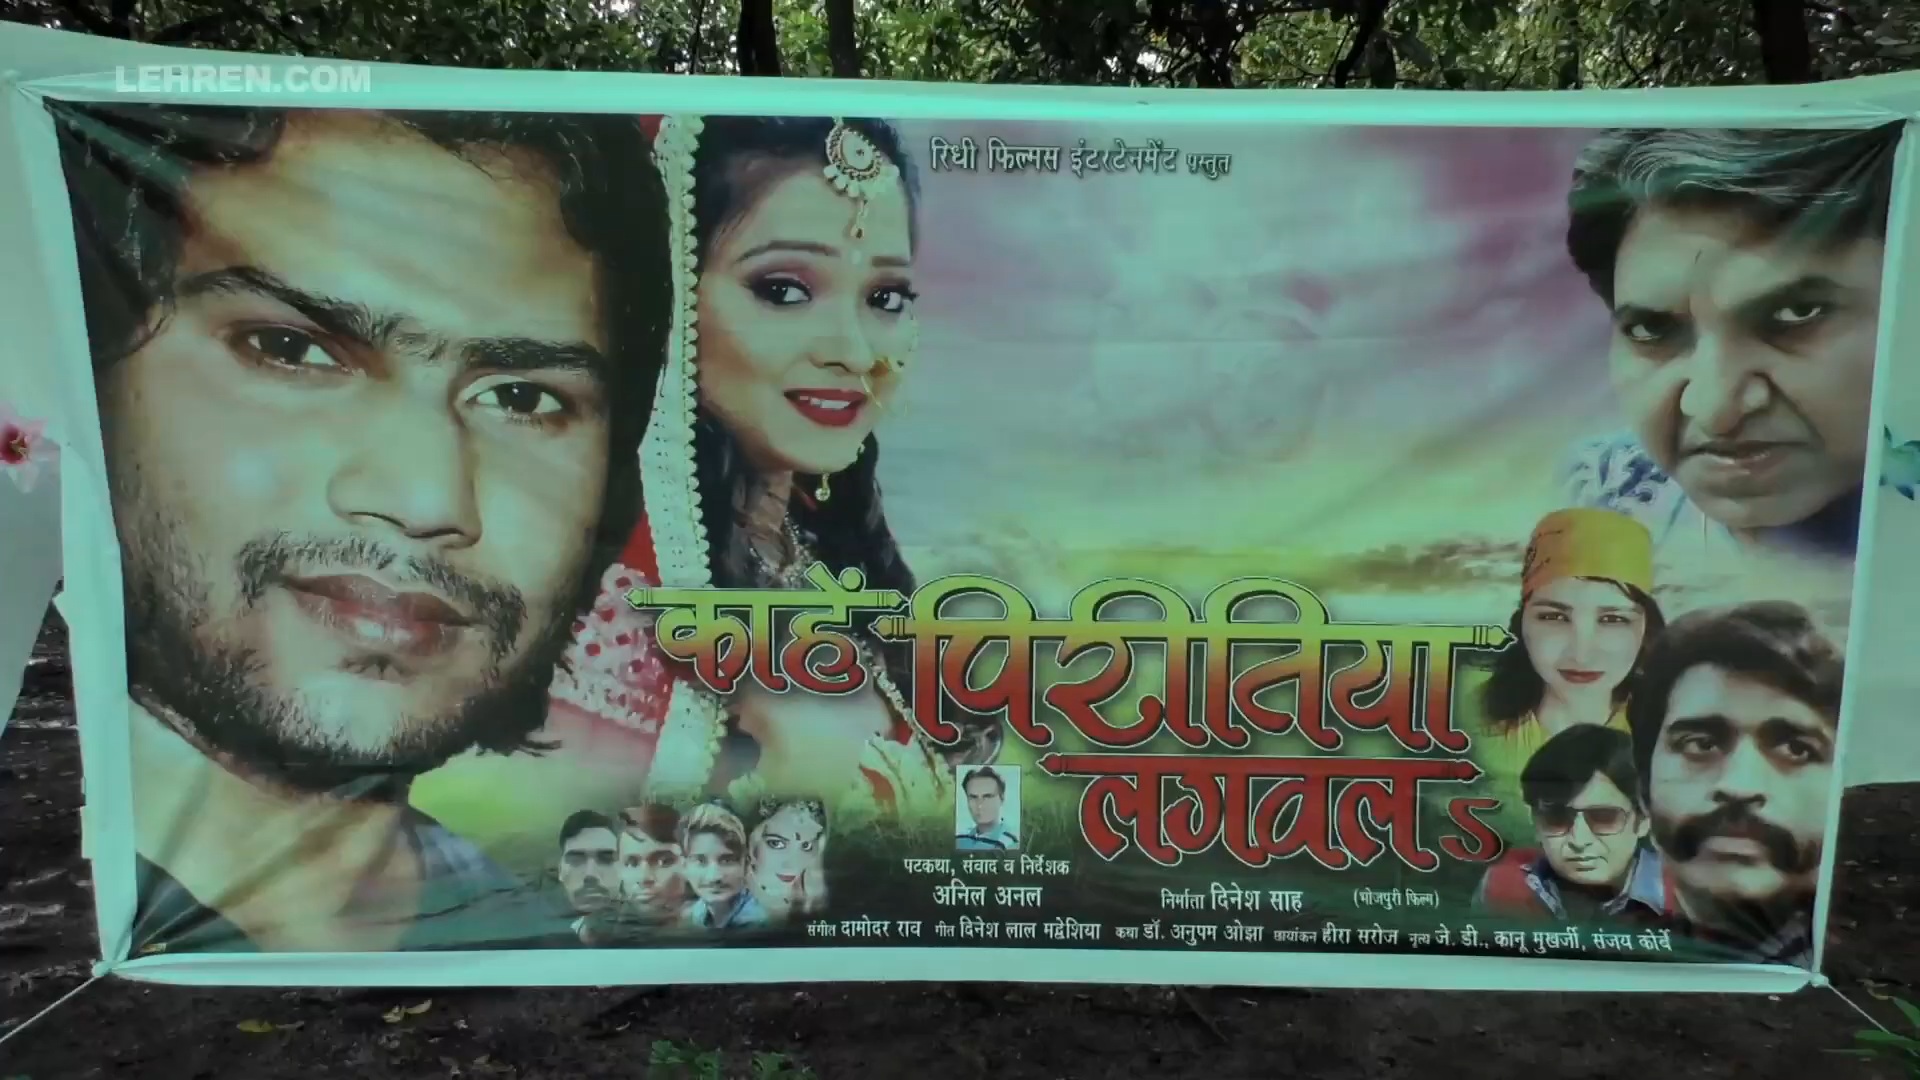 LEHREN.COM
रिधी फिल्मस इंटरटेनमेंट प्रस्तुत
काहें पिरीतिया
लगवल ऽ
पटकथा, संवाद व निर्देशक
अनिल अनल
निर्माता दिनेश साह (भोजपुरी फिल्म)
संगीत दामोदर राव गीत दिनेश लाल मद्देशिया कथा डॉ. अनुपम ओझा छायांकन हीरा सरोज नृत्य जे. डी., कानू मुखर्जी, संजय कोर्वे